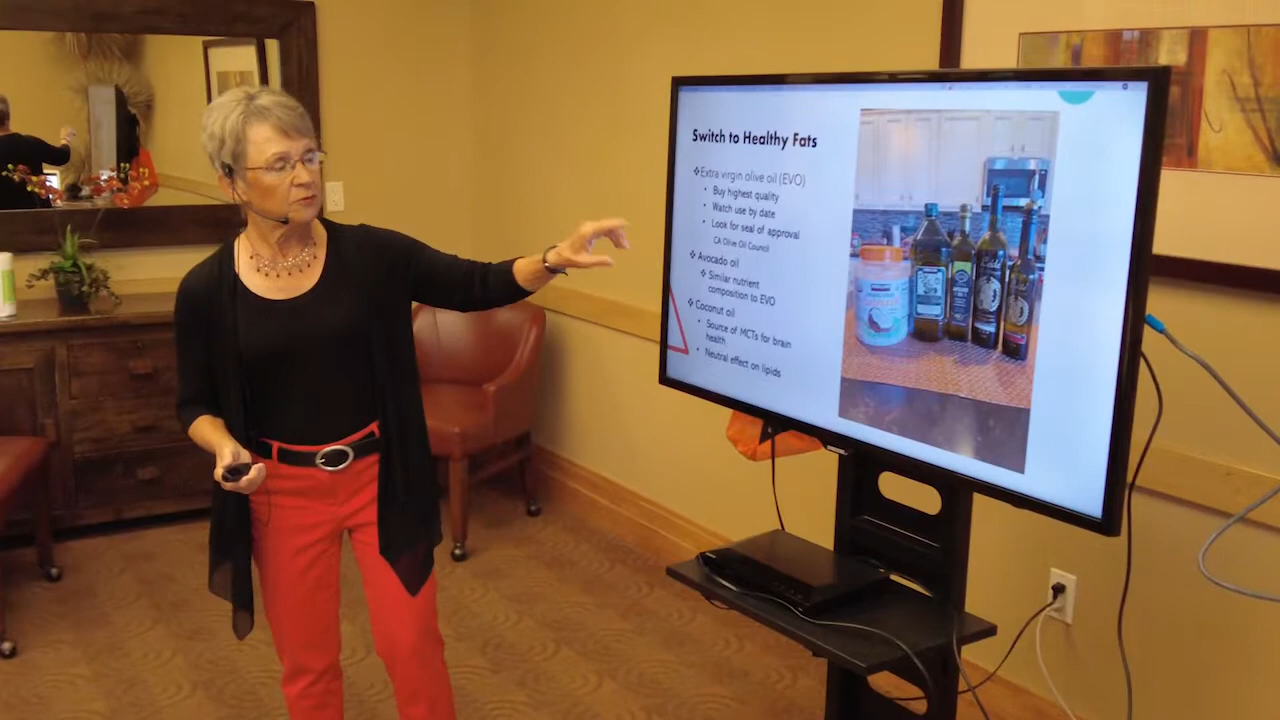 Switch to Healthy Fats
❖Extra virgin olive oil (EVO)
• Buy highest quality
• Watch use by date
• Look for seal of approval
CA Olive Oil Council
❖ Avocado oil
❖ Similar nutrient
composition to EVO
❖ Coconut oil
• Source of MCTs for brain
health
• Neutral effect on lipids